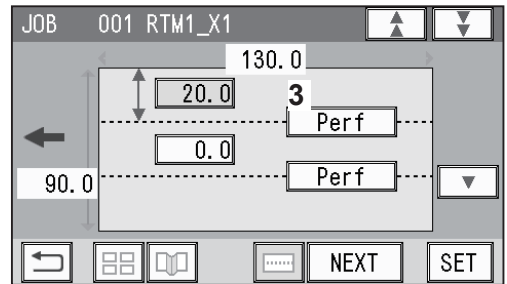 JOB 001 RTM1_X1
130.0
20.0 3
Perf
0.0
90.0 Perf
NEXT SET